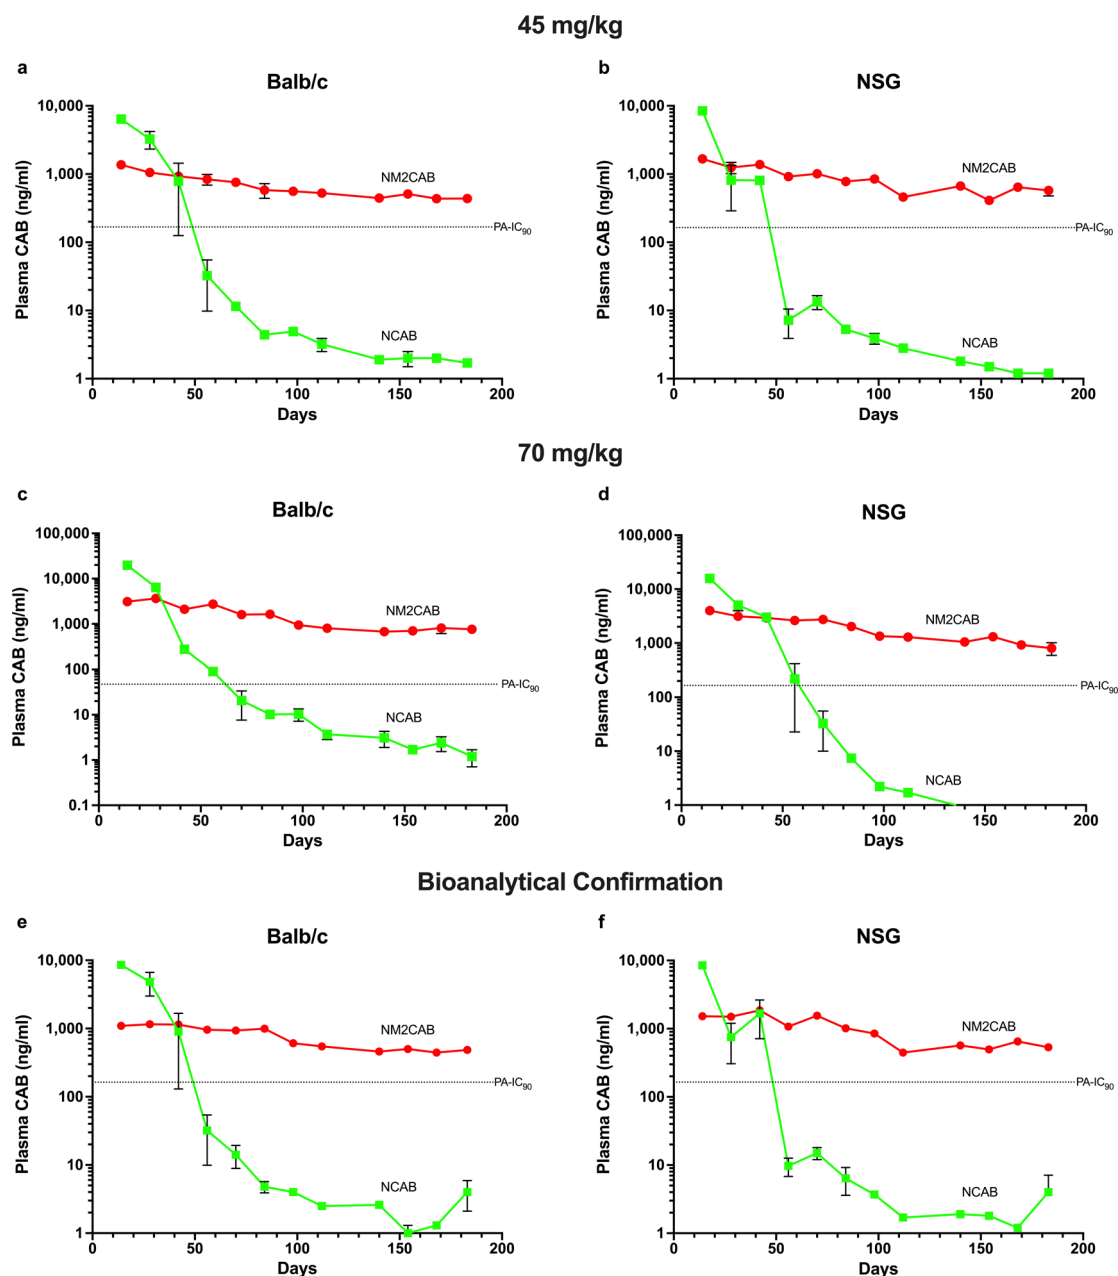 45 mg/kg
a
Balb/c
10,000
1,000
100
10
1
Plasma CAB (ng/ml)
NM2CAB
PA-IC90
NCAB
0
50
100
150
200
Days
b
NSG
10,000
1,000
100
10
1
Plasma CAB (ng/ml)
NM2CAB
PA-IC90
NCAB
0
50
100
150
200
Days
70 mg/kg
c
Balb/c
100,000
10,000
1,000
100
10
1
0.1
Plasma CAB (ng/ml)
NM2CAB
PA-IC90
NCAB
0
50
100
150
200
Days
d
NSG
100,000
10,000
1,000
100
10
1
Plasma CAB (ng/ml)
NM2CAB
PA-IC90
NCAB
0
50
100
150
200
Days
Bioanalytical Confirmation
e
Balb/c
10,000
1,000
100
10
1
Plasma CAB (ng/ml)
NM2CAB
PA-IC90
NCAB
0
50
100
150
200
Days
f
NSG
10,000
1,000
100
10
1
Plasma CAB (ng/ml)
NM2CAB
PA-IC90
NCAB
0
50
100
150
200
Days